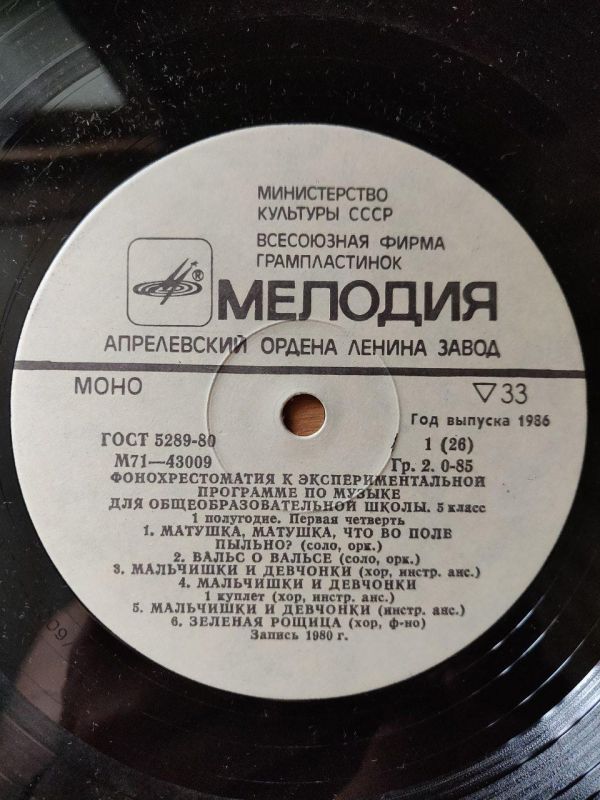 МИНИСТЕРСТВО
КУЛЬТУРЫ СССР
ВСЕСОЮЗНАЯ ФИРМА
ГРАМПЛАСТИНОК
®
МЕЛОДИЯ
АПРЕЛЕВСКИЙ ОРДЕНА ЛЕНИНА ЗАВОД
МОНО ▽33
Год выпуска 1986
ГОСТ 5289-80 1 (26)
М71—43009 Гр. 2. 0-85
ФОНОХРЕСТОМАТИЯ К ЭКСПЕРИМЕНТАЛЬНОЙ
ПРОГРАММЕ ПО МУЗЫКЕ
ДЛЯ ОБЩЕОБРАЗОВАТЕЛЬНОЙ ШКОЛЫ. 5 класс
1 полугодие. Первая четверть
1. МАТУШКА, МАТУШКА, ЧТО ВО ПОЛЕ
ПЫЛЬНО? (соло, орк.)
2. ВАЛЬС О ВАЛЬСЕ (соло, орк.)
3. МАЛЬЧИШКИ И ДЕВЧОНКИ (хор, инстр. анс.)
4. МАЛЬЧИШКИ И ДЕВЧОНКИ
1 куплет (хор, инстр. анс.)
5. МАЛЬЧИШКИ И ДЕВЧОНКИ (инстр. анс.)
6. ЗЕЛЕНАЯ РОЩИЦА (хор, ф-но)
Запись 1980 г.